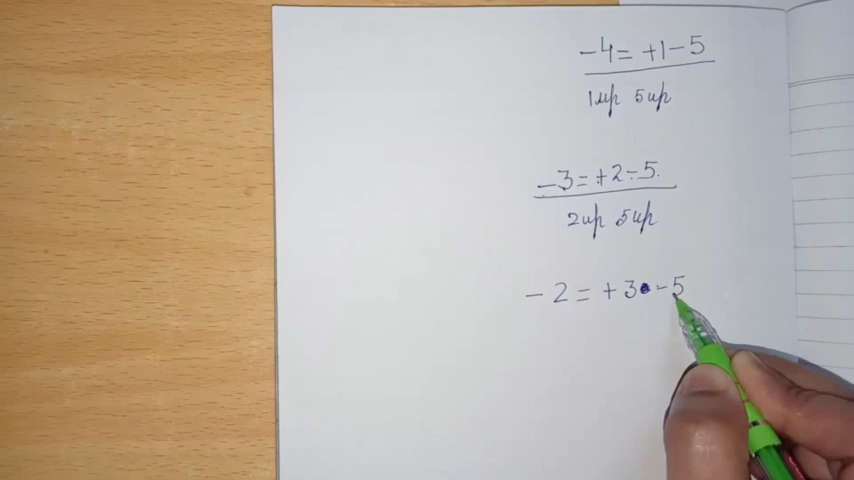 -4= +1-5
1up 5up
-3=+2-5.
2up 5up
-2= +3 -5